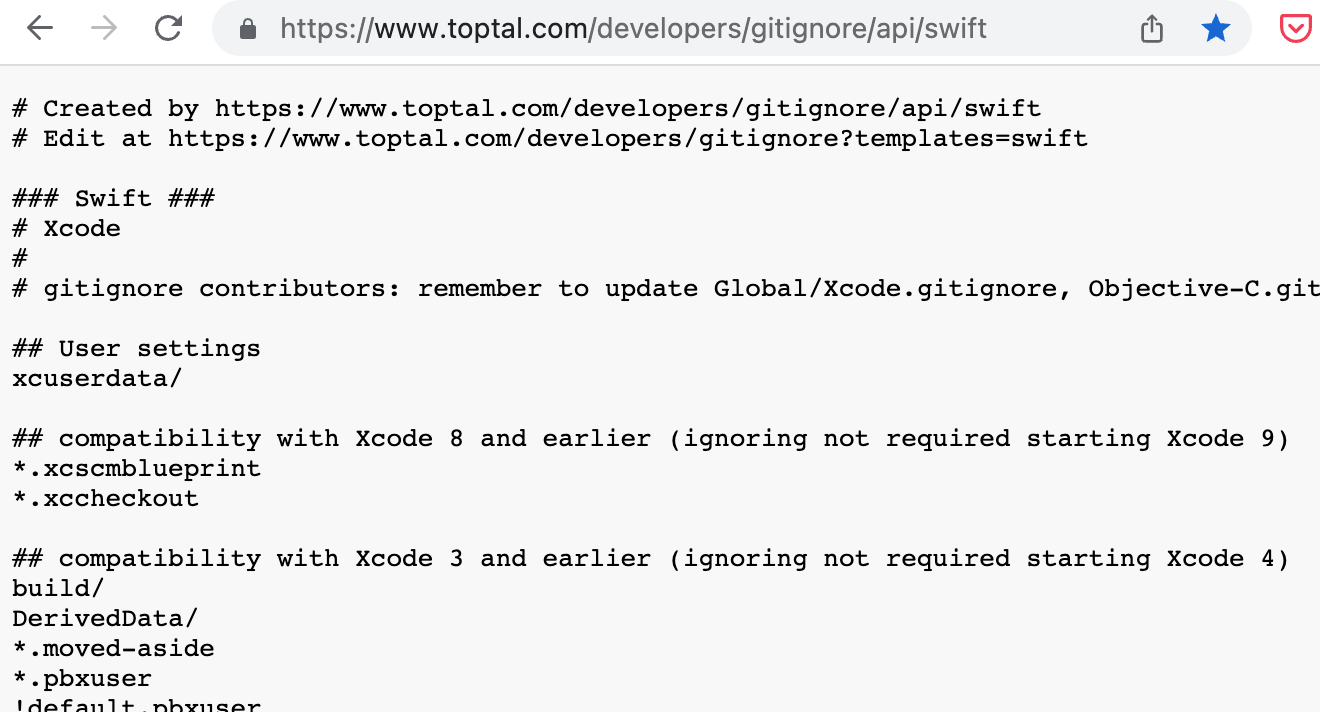 https://www.toptal.com/developers/gitignore/api/swift
# Created by https://www.toptal.com/developers/gitignore/api/swift
# Edit at https://www.toptal.com/developers/gitignore?templates=swift
### Swift ###
# Xcode
#
# gitignore contributors: remember to update Global/Xcode.gitignore, Objective-C.git
## User settings
xcuserdata/
## compatibility with Xcode 8 and earlier (ignoring not required starting Xcode 9)
*.xcscmblueprint
*.xccheckout
## compatibility with Xcode 3 and earlier (ignoring not required starting Xcode 4)
build/
DerivedData/
*.moved-aside
*.pbxuser
!default.pbxuser